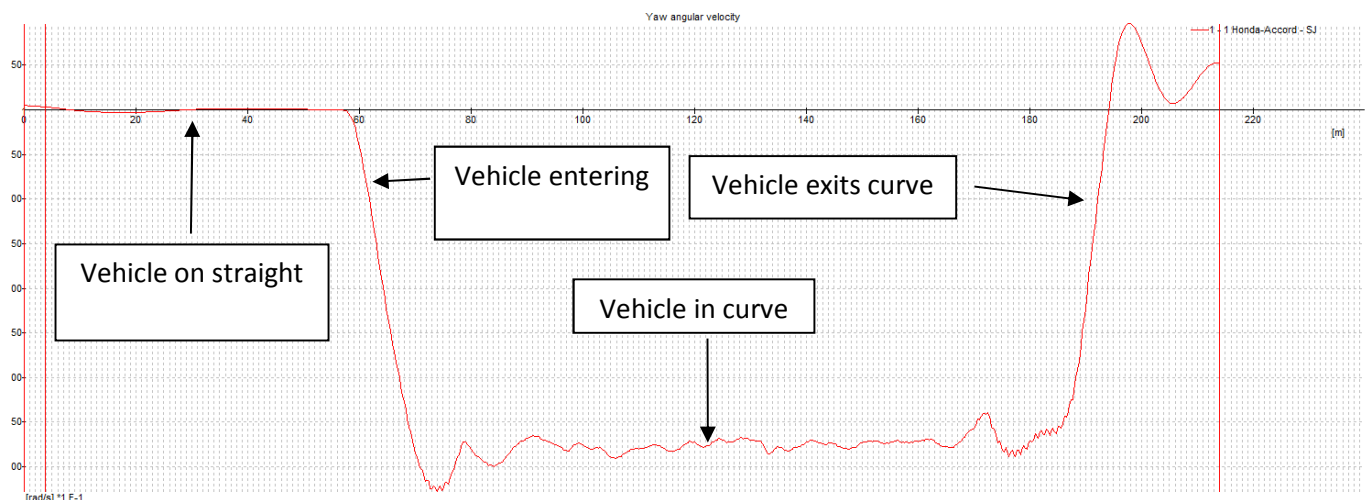 Yaw angular velocity
1 - 1 Honda-Accord - SJ
50
0 20 40 60 80 100 120 140 160 180 200 220
[m]
50
Vehicle entering
Vehicle exits curve
00
50
Vehicle on straight
00
Vehicle in curve
50
00
50
00
[rad/s] *1.E-1